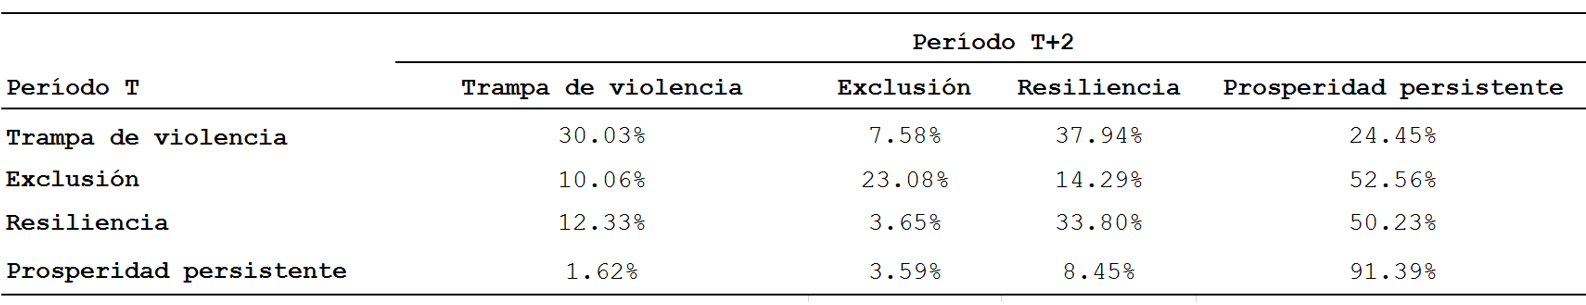 Período T+2
Período T Trampa de violencia Exclusión Resiliencia Prosperidad persistente
Trampa de violencia 30.03% 7.58% 37.94% 24.45%
Exclusión 10.06% 23.08% 14.29% 52.56%
Resiliencia 12.33% 3.65% 33.80% 50.23%
Prosperidad persistente 1.62% 3.59% 8.45% 91.39%